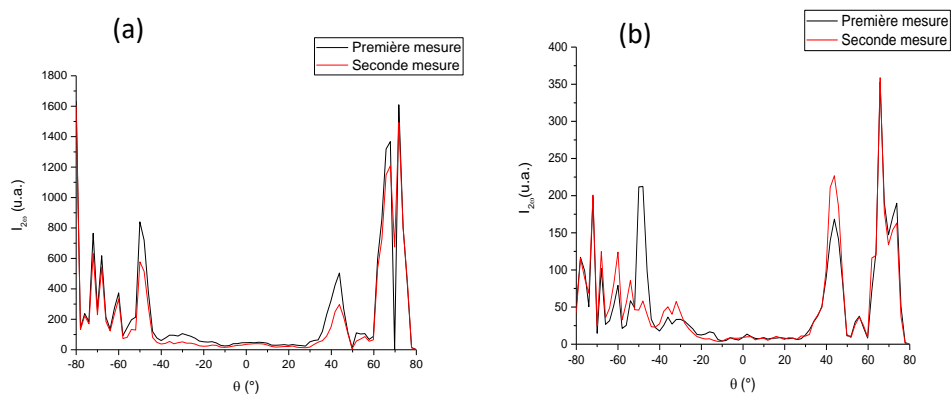 (a)
Première mesure
Seconde mesure
1800
1600
1400
1200
1000
800
600
400
200
0
I2ω (u.a.)
-80 -60 -40 -20 0 20 40 60 80
θ (°)
(b)
Première mesure
Seconde mesure
400
350
300
250
200
150
100
50
0
I2ω(u.a.)
-80 -60 -40 -20 0 20 40 60 80
θ (°)